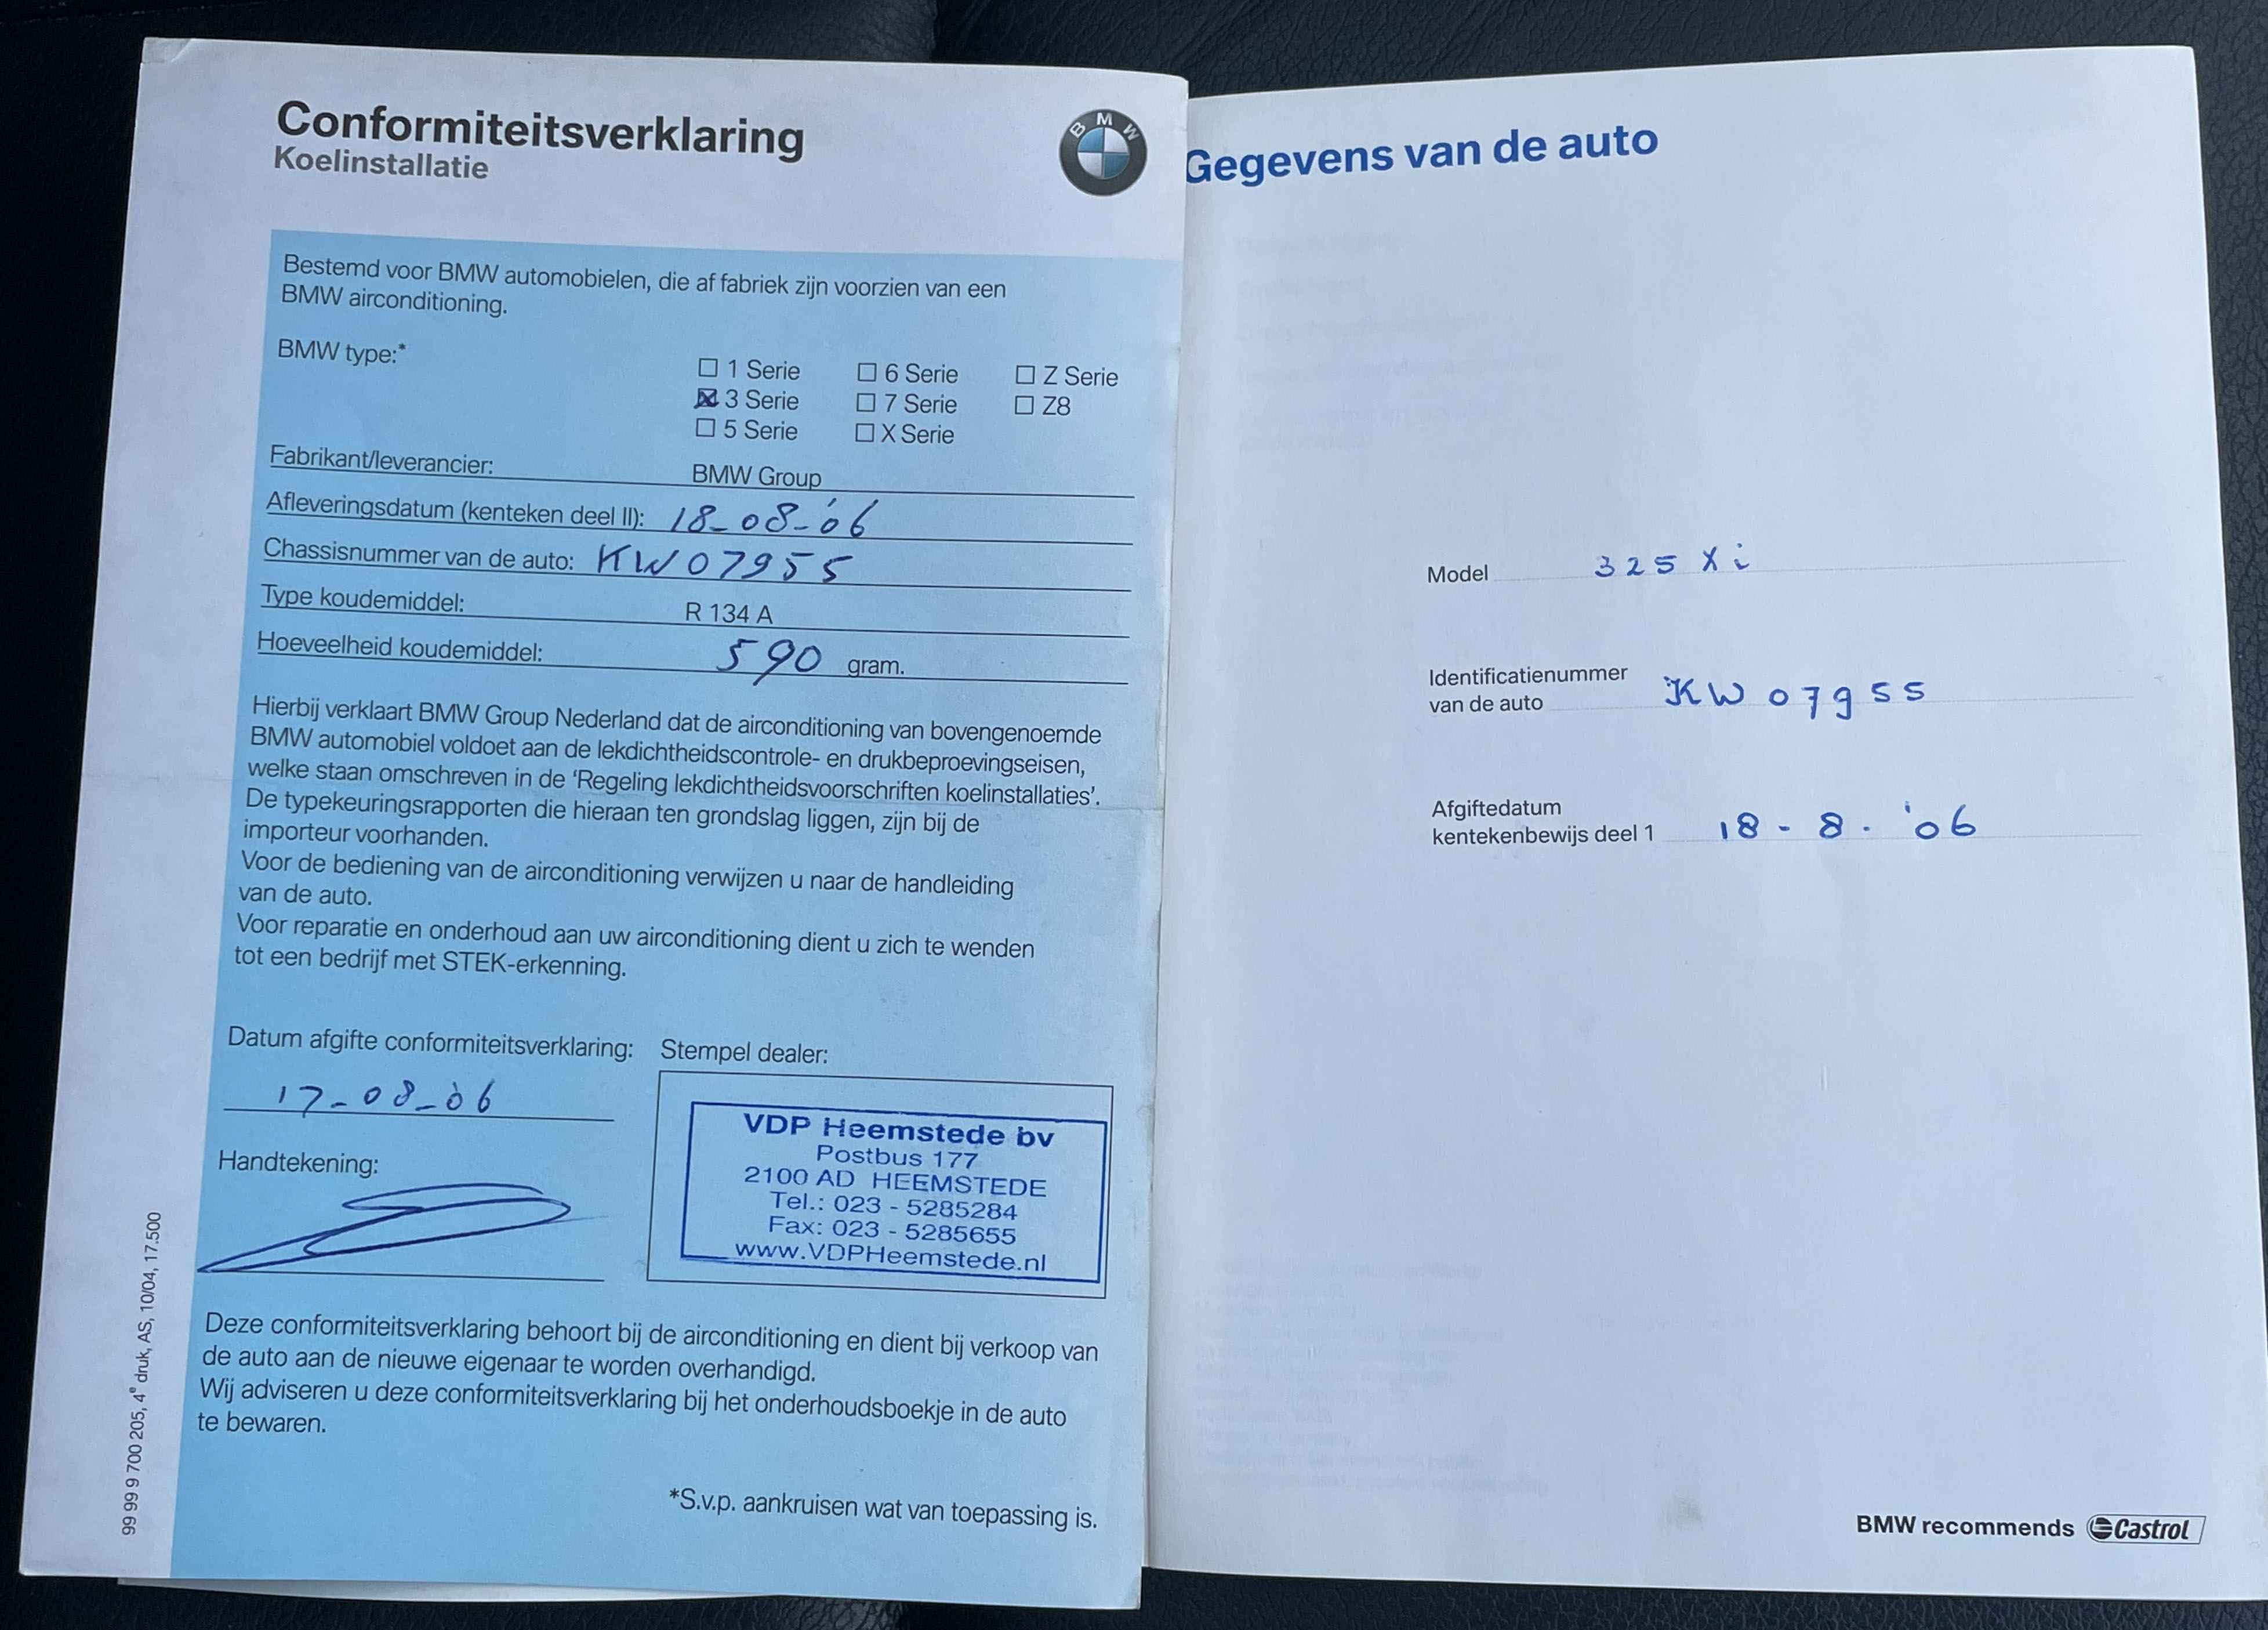 Conformiteitsverklaring
Koelinstallatie
BMW
Bestemd voor BMW automobielen, die af fabriek zijn voorzien van een
BMW airconditioning.
BMW type:*
☐ 1 Serie ☐ 6 Serie ☐ Z Serie
☒ 3 Serie ☐ 7 Serie ☐ Z8
☐ 5 Serie ☐ X Serie
Fabrikant/leverancier: BMW Group
Afleveringsdatum (kenteken deel II): 18-08-'06
Chassisnummer van de auto: KW07955
Type koudemiddel: R 134 A
Hoeveelheid koudemiddel: 590 gram.
Hierbij verklaart BMW Group Nederland dat de airconditioning van bovengenoemde
BMW automobiel voldoet aan de lekdichtheidscontrole- en drukbeproevingseisen,
welke staan omschreven in de 'Regeling lekdichtheidsvoorschriften koelinstallaties'.
De typekeuringsrapporten die hieraan ten grondslag liggen, zijn bij de
importeur voorhanden.
Voor de bediening van de airconditioning verwijzen u naar de handleiding
van de auto.
Voor reparatie en onderhoud aan uw airconditioning dient u zich te wenden
tot een bedrijf met STEK-erkenning.
Datum afgifte conformiteitsverklaring: Stempel dealer:
17-08-'06
Handtekening:
VDP Heemstede bv
Postbus 177
2100 AD HEEMSTEDE
Tel.: 023 - 5285284
Fax: 023 - 5285655
www.VDPHeemstede.nl
Deze conformiteitsverklaring behoort bij de airconditioning en dient bij verkoop van
de auto aan de nieuwe eigenaar te worden overhandigd.
Wij adviseren u deze conformiteitsverklaring bij het onderhoudsboekje in de auto
te bewaren.
*S.v.p. aankruisen wat van toepassing is.
99 99 9 700 205, 4e druk, AS, 10/04, 17.500
Gegevens van de auto
Model 325 Xi
Identificatienummer
van de auto KW 07955
Afgiftedatum
kentekenbewijs deel 1 18 - 8. '06
BMW recommends Castrol